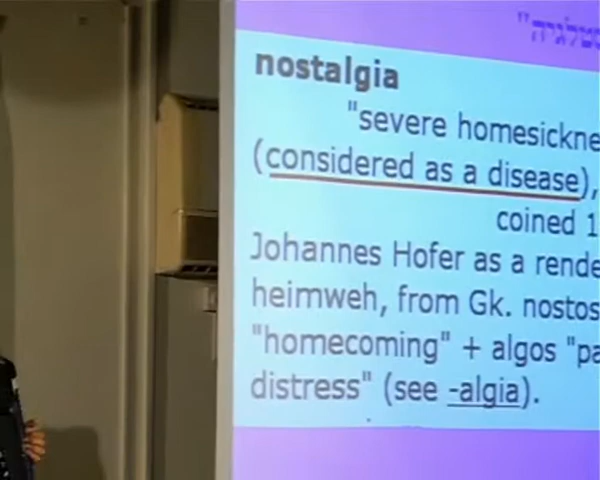 nostalgia
"severe homesickne
(considered as a disease),
coined 1
Johannes Hofer as a rende
heimweh, from Gk. nostos
"homecoming" + algos "pa
distress" (see -algia).